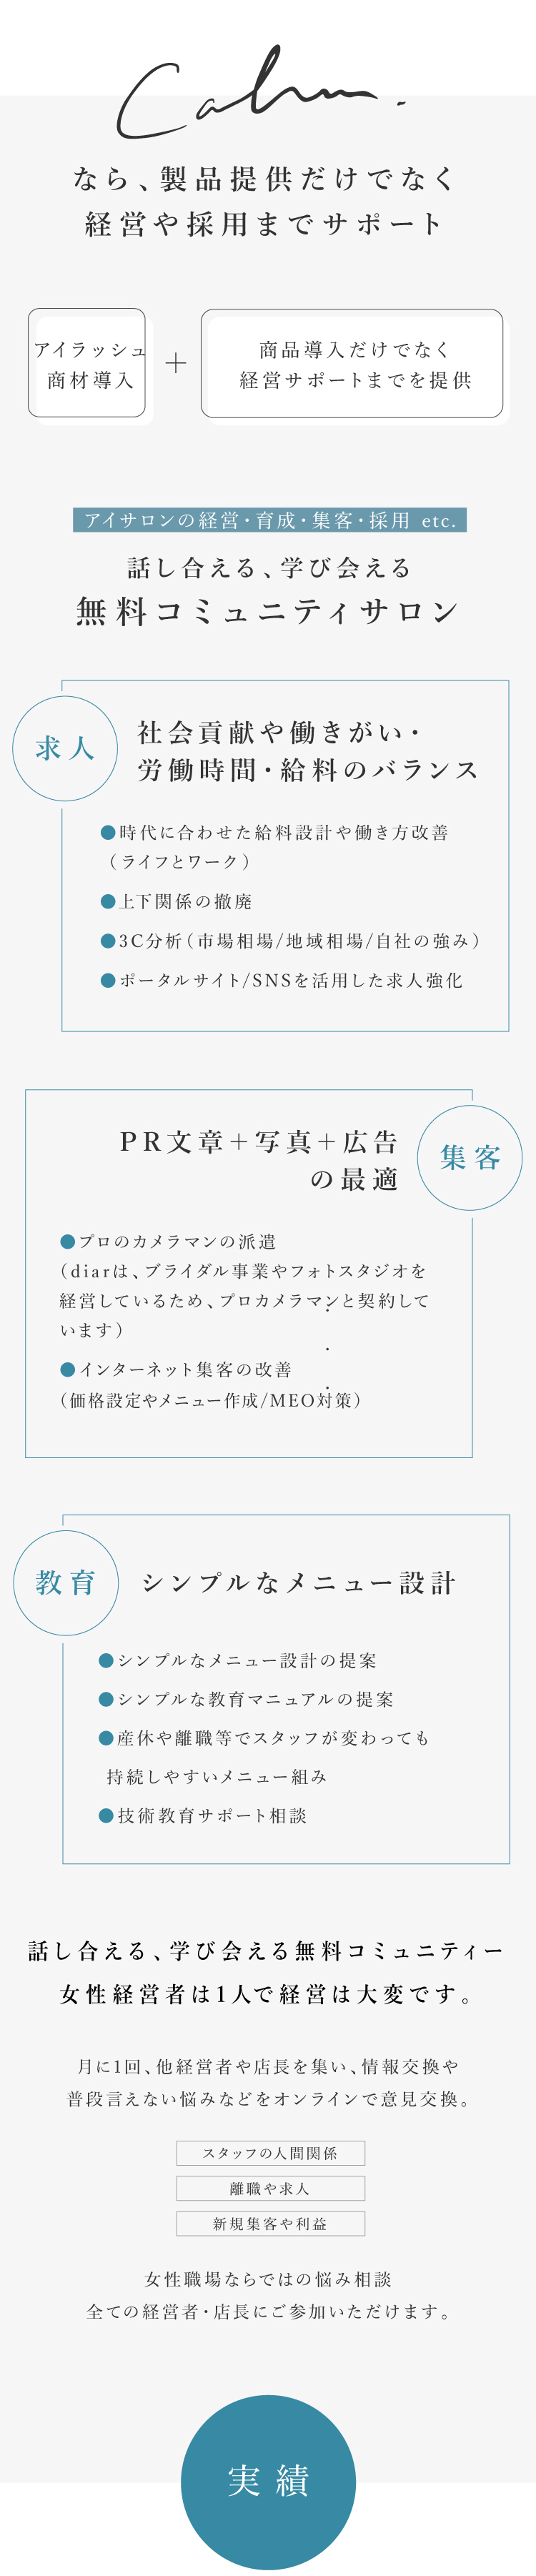 Calm.
なら、製品提供だけでなく
経営や採用までサポート
アイラッシュ
商材導入
＋
商品導入だけでなく
経営サポートまでを提供
アイサロンの経営・育成・集客・採用 etc.
話し合える、学び会える
無料コミュニティサロン
求人
社会貢献や働きがい・
労働時間・給料のバランス
●時代に合わせた給料設計や働き方改善
（ライフとワーク）
●上下関係の撤廃
●3C分析（市場相場/地域相場/自社の強み）
●ポータルサイト/SNSを活用した求人強化
集客
PR文章＋写真＋広告
の最適
●プロのカメラマンの派遣
（diarは、ブライダル事業やフォトスタジオを
経営しているため、プロカメラマンと契約して
います）
●インターネット集客の改善
（価格設定やメニュー作成/MEO対策）
教育
シンプルなメニュー設計
●シンプルなメニュー設計の提案
●シンプルな教育マニュアルの提案
●産休や離職等でスタッフが変わっても
持続しやすいメニュー組み
●技術教育サポート相談
話し合える、学び会える無料コミュニティー
女性経営者は1人で経営は大変です。
月に1回、他経営者や店長を集い、情報交換や
普段言えない悩みなどをオンラインで意見交換。
スタッフの人間関係
離職や求人
新規集客や利益
女性職場ならではの悩み相談
全ての経営者・店長にご参加いただけます。
実績